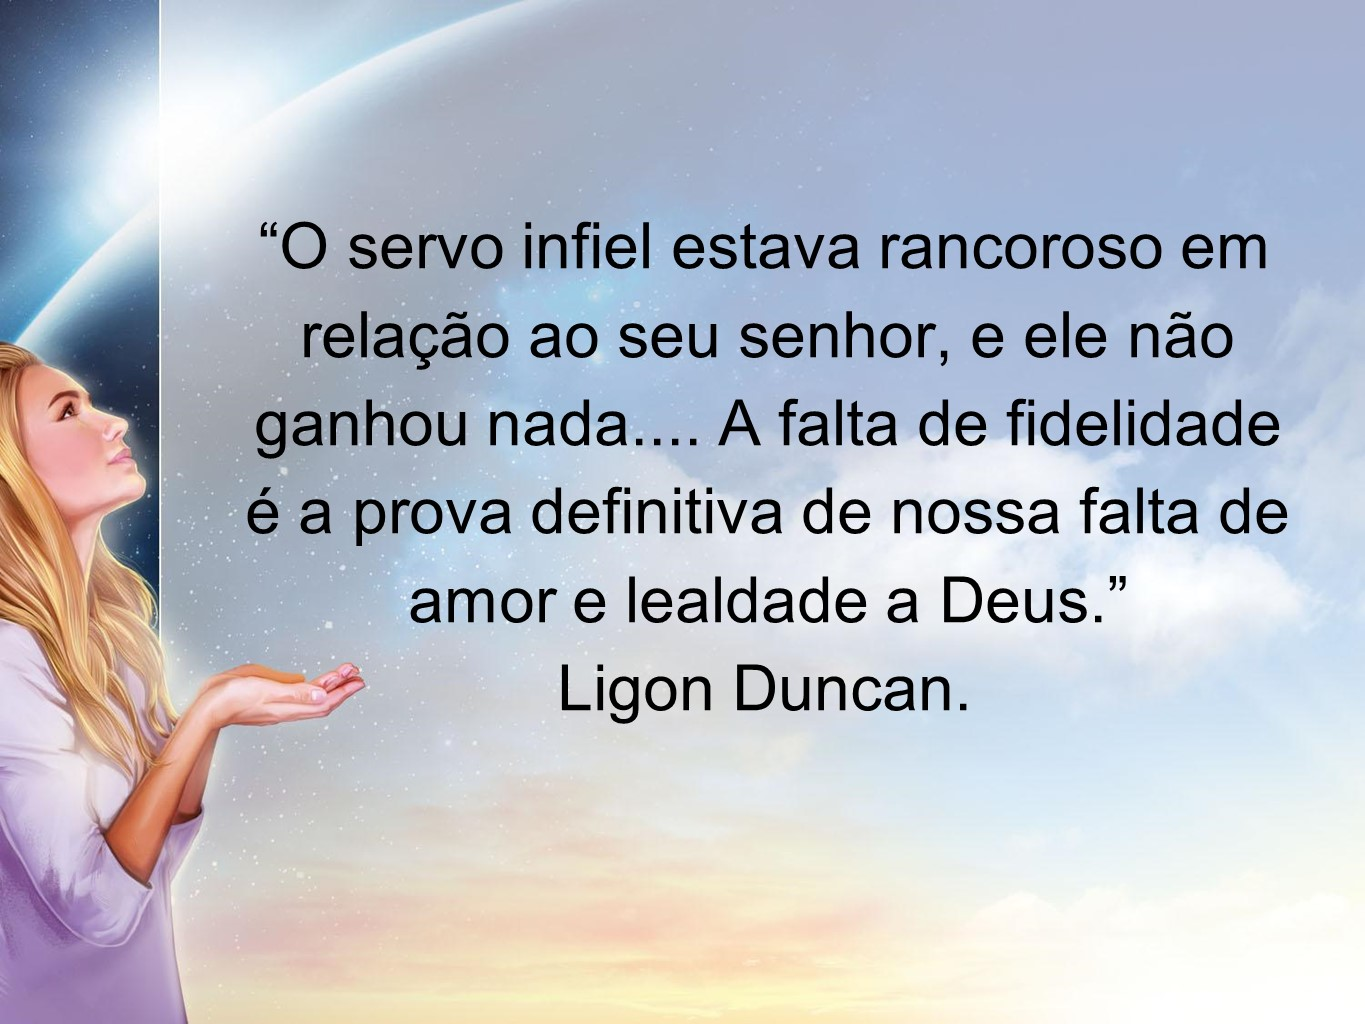 “O servo infiel estava rancoroso em
relação ao seu senhor, e ele não
ganhou nada.... A falta de fidelidade
é a prova definitiva de nossa falta de
amor e lealdade a Deus.”
Ligon Duncan.